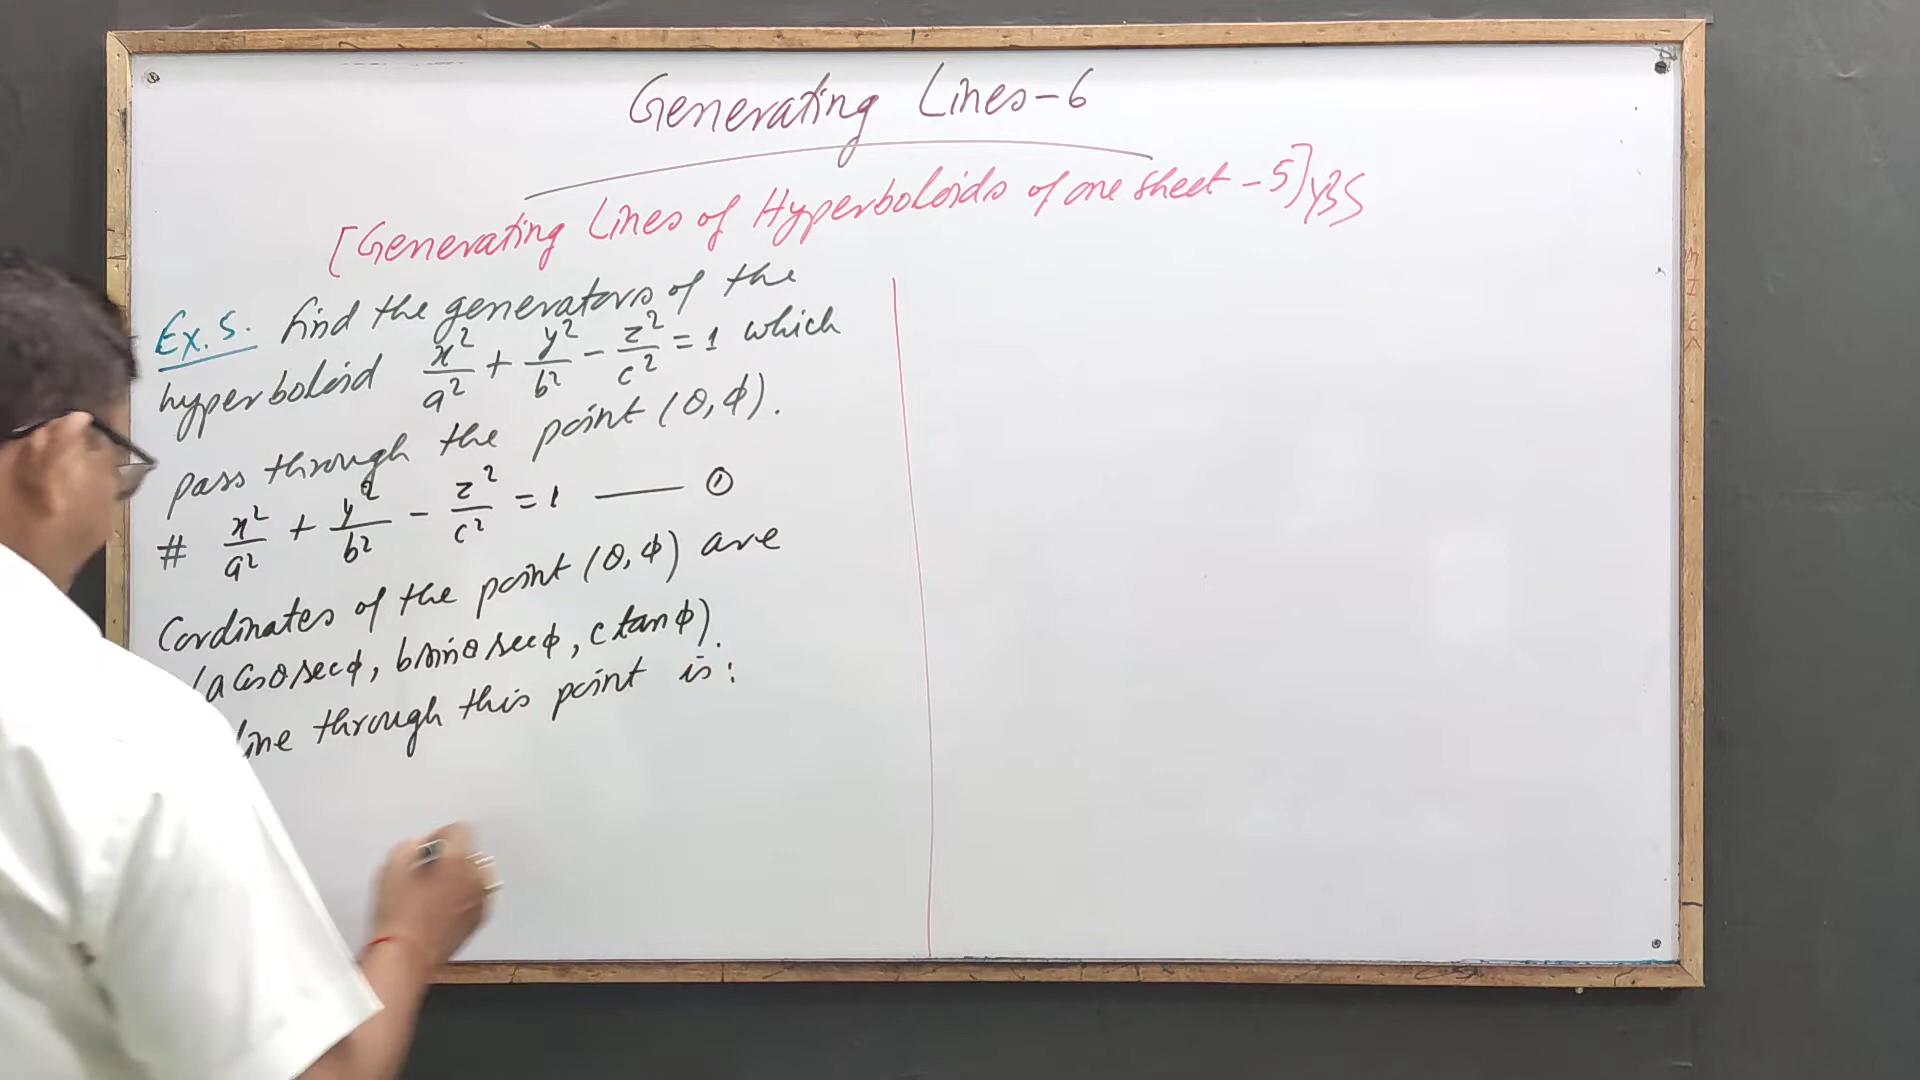 Generating Lines-6
[Generating Lines of Hyperboloids of one sheet - 5]
Ex. 5. Find the generators of the
hyperboloid x²/a² + y²/b² - z²/c² = 1 which
pass through the point (θ, ϕ).
# x²/a² + y²/b² - z²/c² = 1 —— ①
Cordinates of the point (θ, ϕ) are
(a Cosθ secϕ, b sinθ secϕ, c tanϕ).
line through this point is: